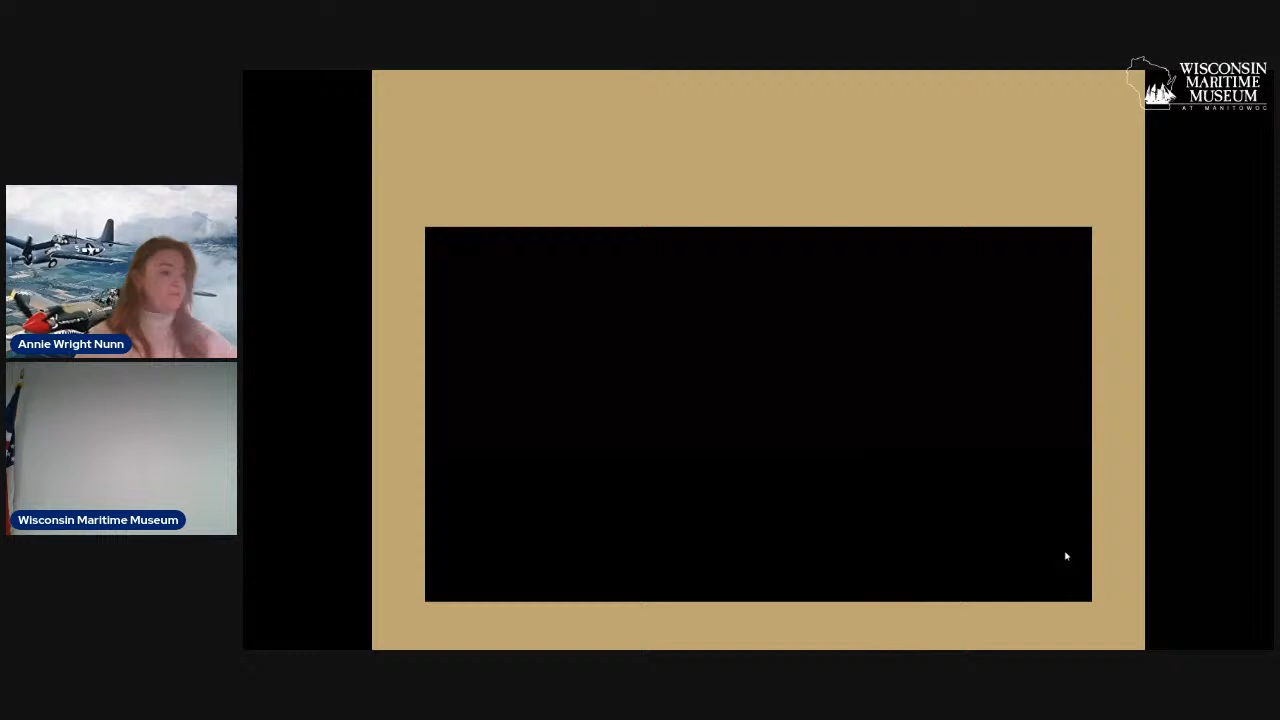 WISCONSIN
MARITIME
MUSEUM
AT MANITOWOC
Annie Wright Nunn
Wisconsin Maritime Museum